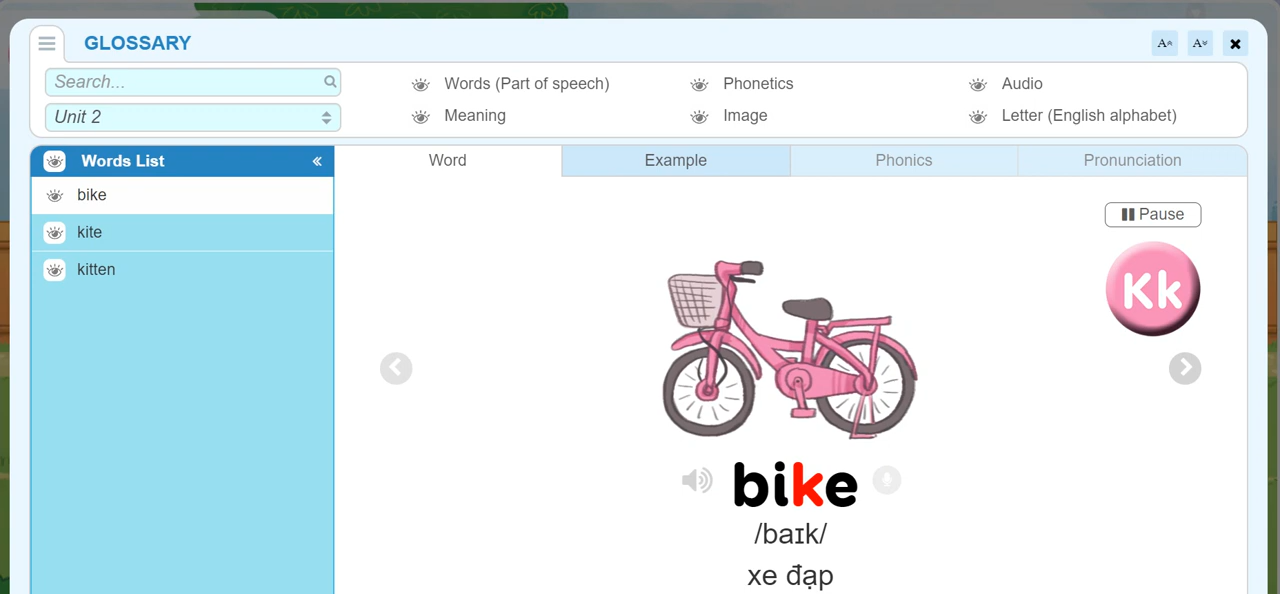 GLOSSARY
A A
Search...
Words (Part of speech) Phonetics Audio
Unit 2
Meaning Image Letter (English alphabet)
Words List «
Word Example Phonics Pronunciation
bike
Pause
kite
kitten
Kk
bike
/baɪk/
xe đạp